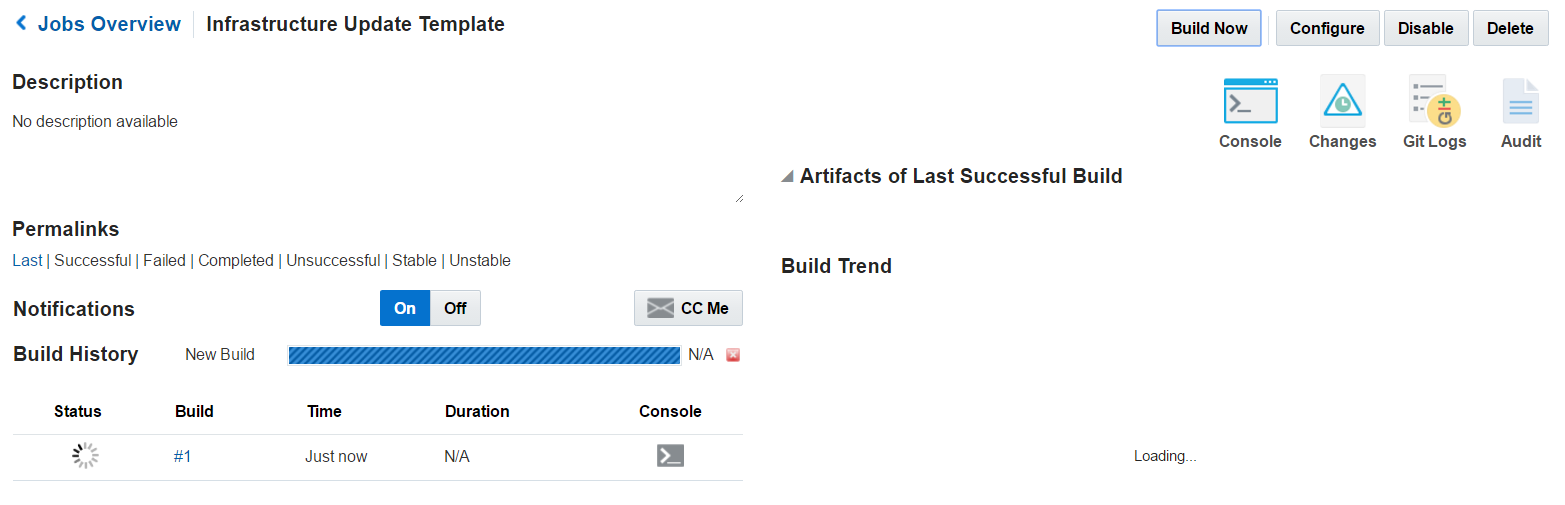 Jobs Overview Infrastructure Update Template
Build Now Configure Disable Delete
Description
No description available
Console Changes Git Logs Audit
Artifacts of Last Successful Build
Permalinks
Last | Successful | Failed | Completed | Unsuccessful | Stable | Unstable
Build Trend
Notifications On Off CC Me
Build History New Build N/A
Status Build Time Duration Console
#1 Just now N/A
Loading...